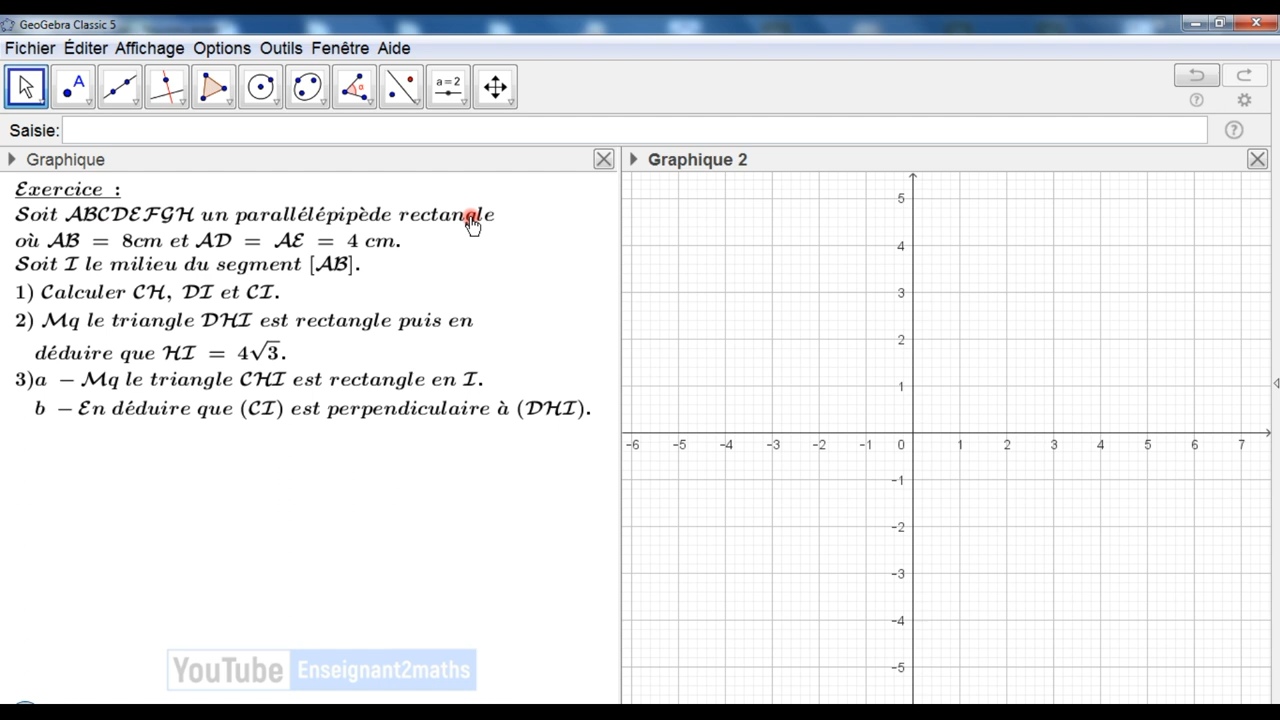 GeoGebra Classic 5
Fichier Éditer Affichage Options Outils Fenêtre Aide
A
α
a=2
Saisie:
Graphique
Graphique 2
Exercice :
Soit ABCDEFGH un parallélépipède rectangle
où AB = 8cm et AD = AE = 4 cm.
Soit I le milieu du segment [AB].
1) Calculer CH, DI et CI.
2) Mq le triangle DHI est rectangle puis en
déduire que HI = 4√3.
3)a − Mq le triangle CHI est rectangle en I.
b − En déduire que (CI) est perpendiculaire à (DHI).
5
4
3
2
1
-6 -5 -4 -3 -2 -1 0 1 2 3 4 5 6 7
-1
-2
-3
-4
-5
YouTube Enseignant2maths